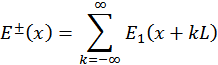 E^±(x) = ∑_{k=-∞}^{∞} E_1(x + kL)